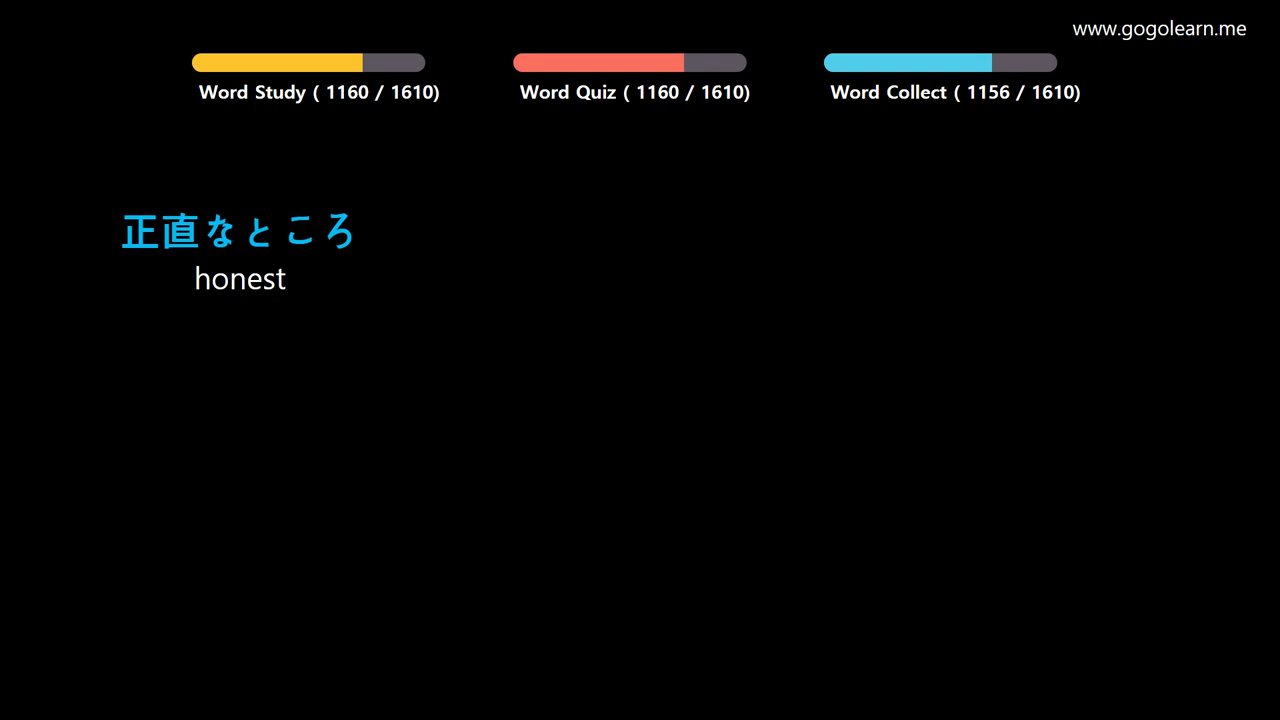 www.gogolearn.me
Word Study ( 1160 / 1610)
Word Quiz ( 1160 / 1610)
Word Collect ( 1156 / 1610)
正直なところ
honest